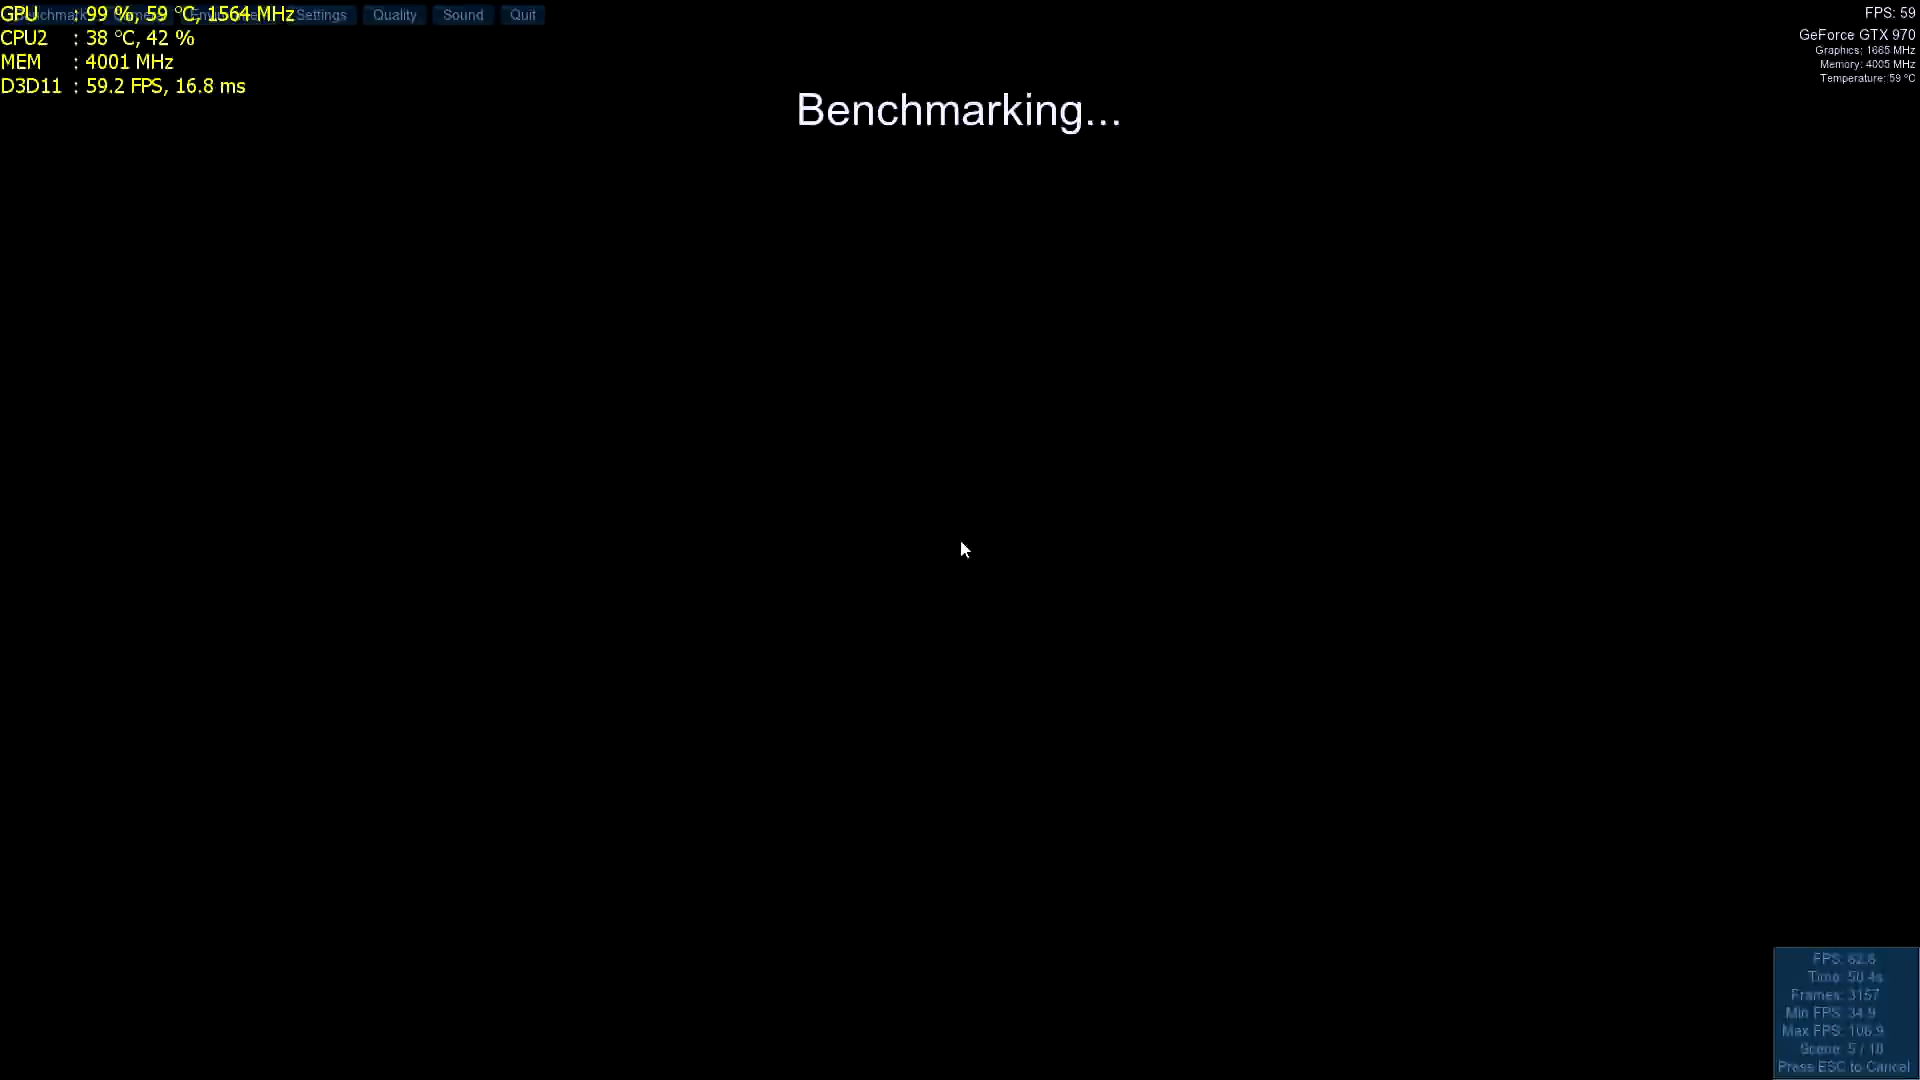 GPU : 99 %, 59 °C, 1564 MHz
Settings Quality Sound Quit
CPU2 : 38 °C, 42 %
MEM : 4001 MHz
D3D11 : 59.2 FPS, 16.8 ms
FPS: 59
GeForce GTX 970
Graphics: 1665 MHz
Memory: 4005 MHz
Temperature: 59 °C
Benchmarking...
FPS: 62.6
Time: 50.4s
Frames: 3157
Min FPS: 34.9
Max FPS: 106.9
Scene: 5 / 18
Press ESC to Cancel